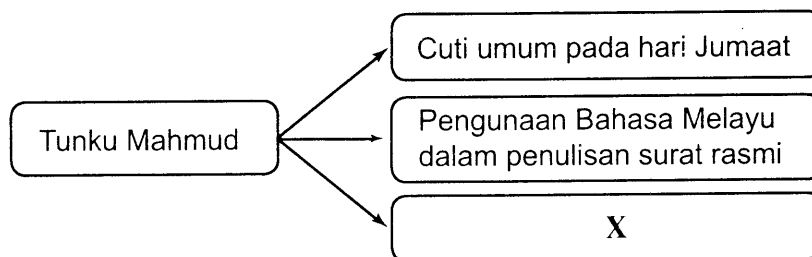 Tunku Mahmud
Cuti umum pada hari Jumaat
Pengunaan Bahasa Melayu
dalam penulisan surat rasmi
X